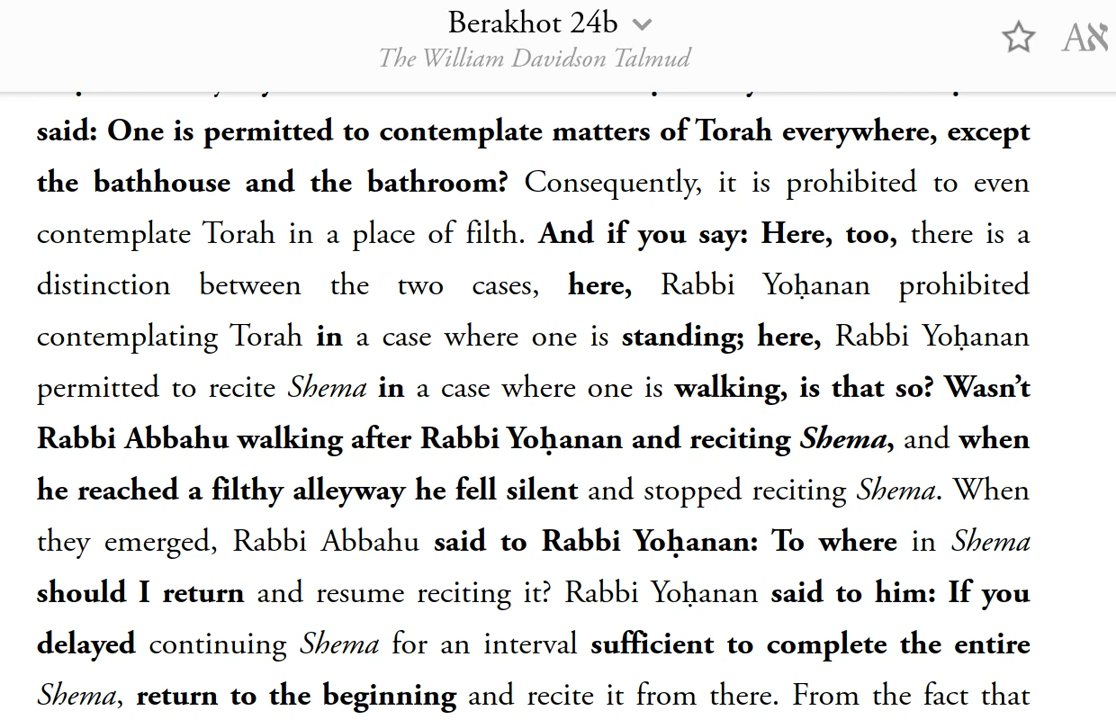 Berakhot 24b
The William Davidson Talmud
Aא
said: One is permitted to contemplate matters of Torah everywhere, except
the bathhouse and the bathroom? Consequently, it is prohibited to even
contemplate Torah in a place of filth. And if you say: Here, too, there is a
distinction between the two cases, here, Rabbi Yoḥanan prohibited
contemplating Torah in a case where one is standing; here, Rabbi Yoḥanan
permitted to recite Shema in a case where one is walking, is that so? Wasn’t
Rabbi Abbahu walking after Rabbi Yoḥanan and reciting Shema, and when
he reached a filthy alleyway he fell silent and stopped reciting Shema. When
they emerged, Rabbi Abbahu said to Rabbi Yoḥanan: To where in Shema
should I return and resume reciting it? Rabbi Yoḥanan said to him: If you
delayed continuing Shema for an interval sufficient to complete the entire
Shema, return to the beginning and recite it from there. From the fact that